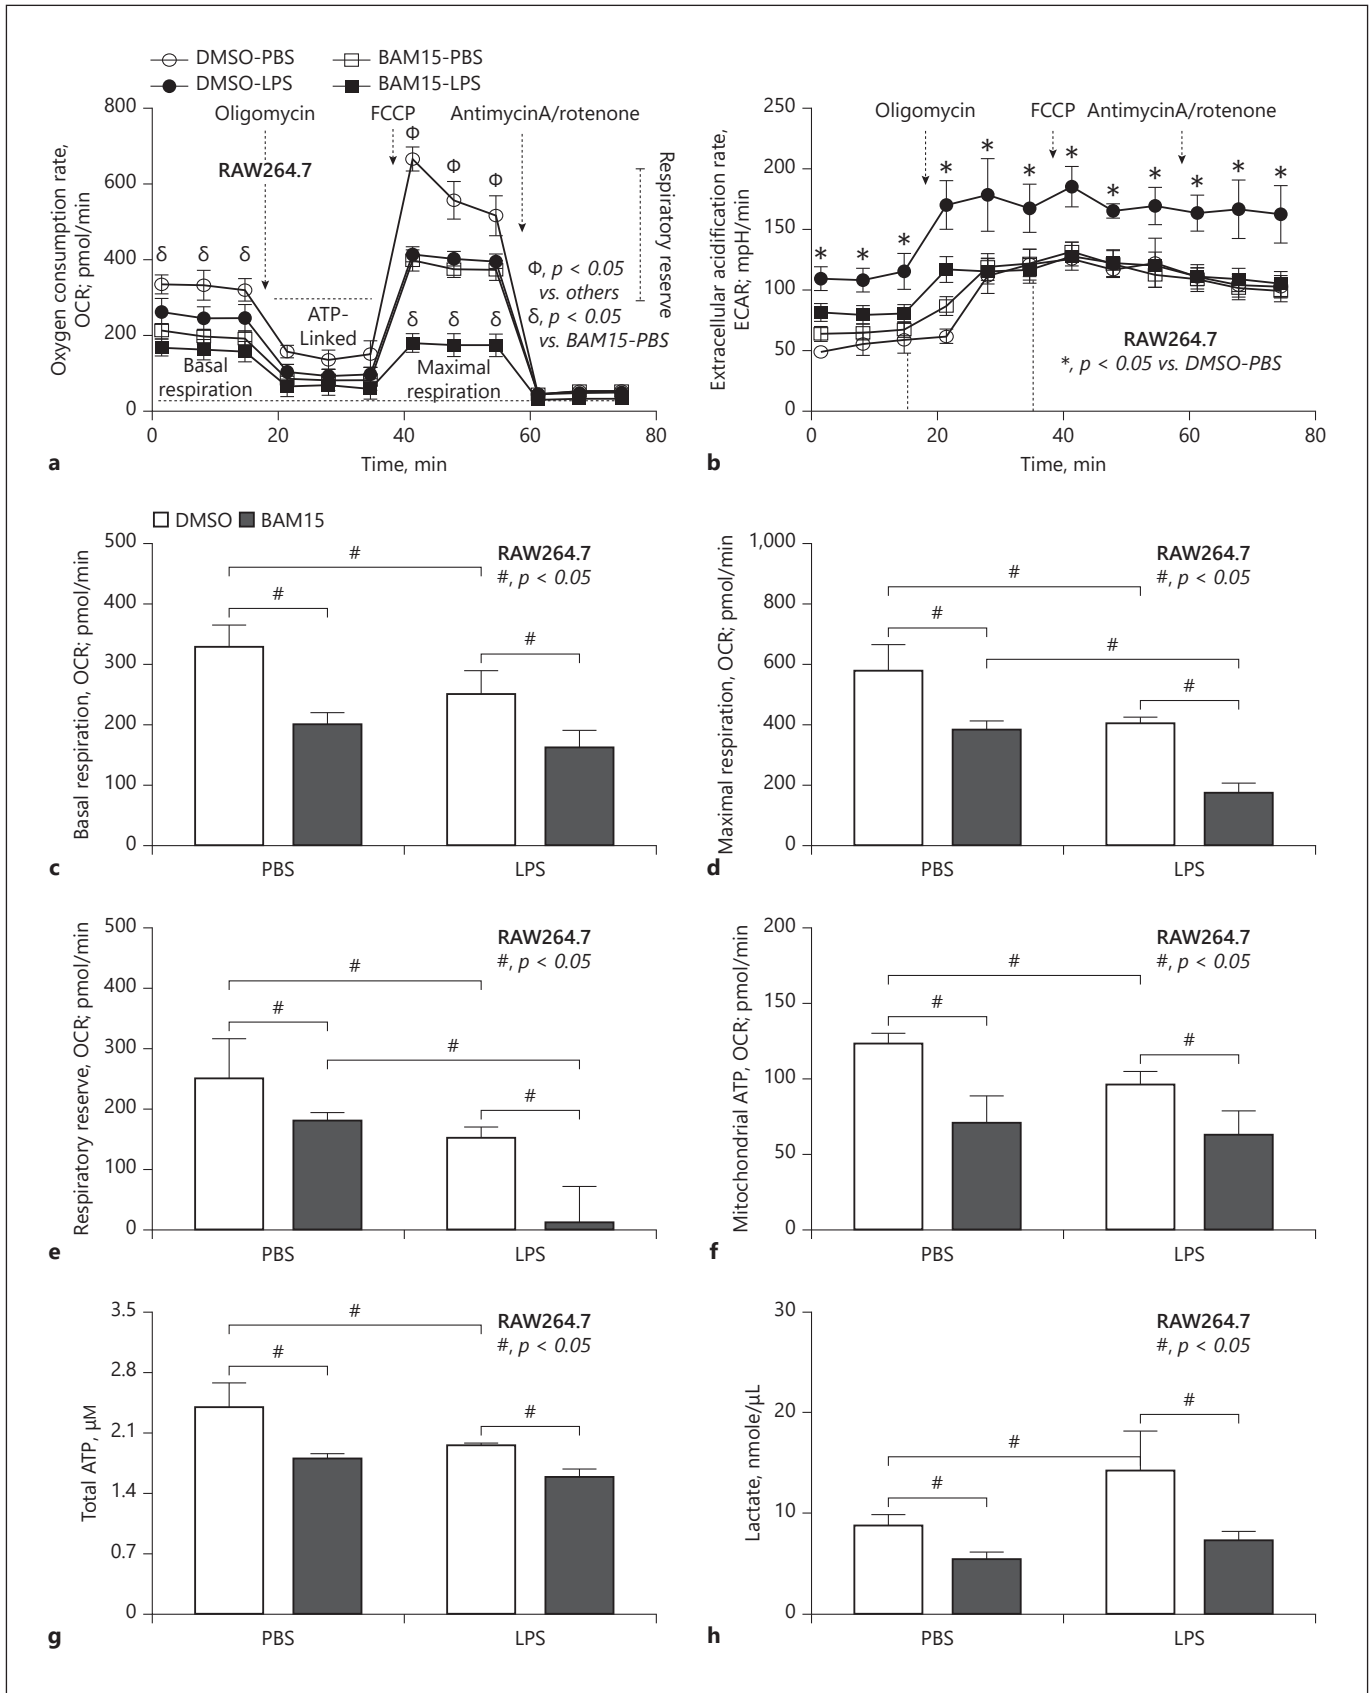 DMSO-PBS BAM15-PBS
DMSO-LPS BAM15-LPS
800
600
400
200
0
Oxygen consumption rate,
OCR; pmol/min
Oligomycin FCCP AntimycinA/rotenone
RAW264.7
Φ Φ Φ
δ δ δ
ATP-
Linked
Basal
respiration
δ δ δ
Maximal
respiration
Φ, p < 0.05
vs. others
δ, p < 0.05
vs. BAM15-PBS
Respiratory
reserve
0 20 40 60 80
Time, min
a
250
200
150
100
50
0
Extracellular acidification rate,
ECAR; mpH/min
Oligomycin FCCP AntimycinA/rotenone
* * * * * * * * * * * *
RAW264.7
*, p < 0.05 vs. DMSO-PBS
0 20 40 60 80
Time, min
b
DMSO BAM15
500
400
300
200
100
0
Basal respiration, OCR; pmol/min
RAW264.7
#, p < 0.05
# # #
PBS LPS
c
1,000
800
600
400
200
0
Maximal respiration, OCR; pmol/min
RAW264.7
#, p < 0.05
# # # #
PBS LPS
d
500
400
300
200
100
0
Respiratory reserve, OCR; pmol/min
RAW264.7
#, p < 0.05
# # # #
PBS LPS
e
200
150
100
50
0
Mitochondrial ATP, OCR; pmol/min
RAW264.7
#, p < 0.05
# # #
PBS LPS
f
3.5
2.8
2.1
1.4
0.7
0
Total ATP, µM
RAW264.7
#, p < 0.05
# # #
PBS LPS
g
30
20
10
0
Lactate, nmole/µL
RAW264.7
#, p < 0.05
# # #
PBS LPS
h